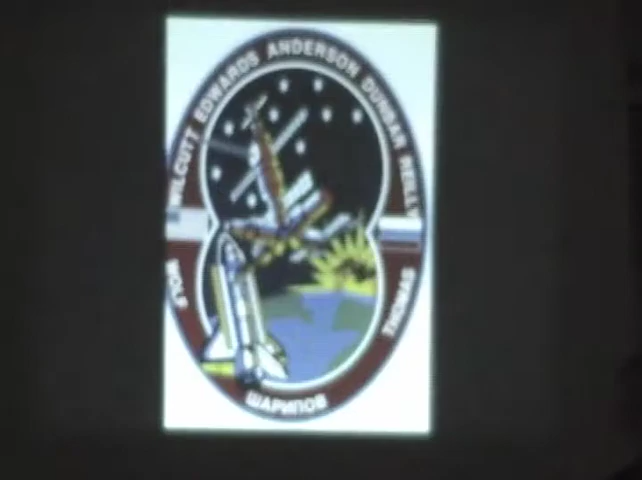 WILCUTT EDWARDS ANDERSON DUNBAR REILLY
WOLF
THOMAS
ШАРИПОВ